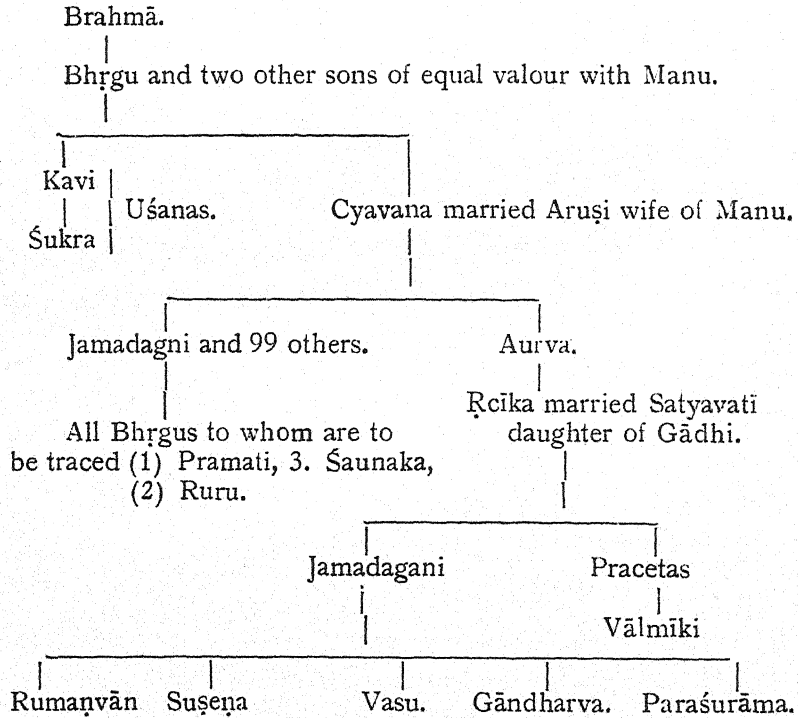 Brahmā.
Bhṛgu and two other sons of equal valour with Manu.
Kavi
Uśanas.
Śukra
Cyavana married Aruṣi wife of Manu.
Jamadagni and 99 others.
Aurva.
All Bhṛgus to whom are to
be traced (1) Pramati, 3. Śaunaka,
(2) Ruru.
Ṛcīka married Satyavati
daughter of Gādhi.
Jamadagani
Pracetas
Vālmīki
Rumaṇvān
Suṣeṇa
Vasu.
Gāndharva.
Paraśurāma.